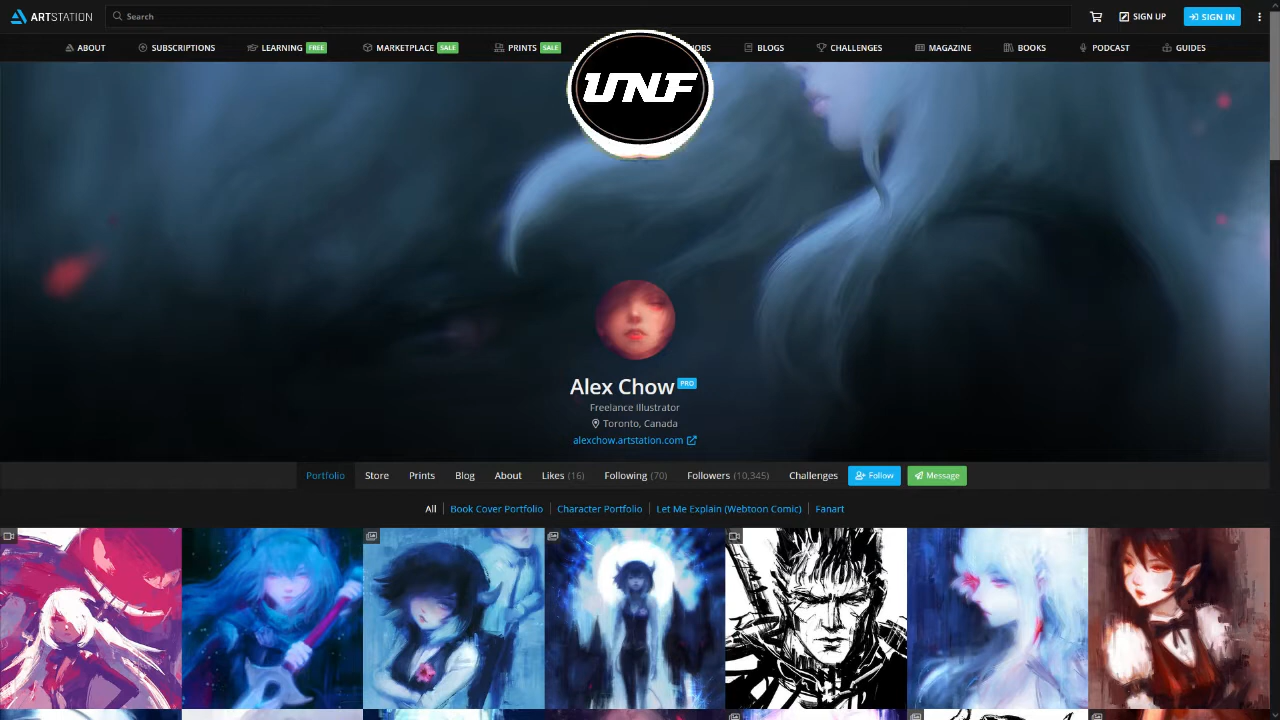 ARTSTATION
Search
SIGN UP
SIGN IN
ABOUT
SUBSCRIPTIONS
LEARNING FREE
MARKETPLACE SALE
PRINTS SALE
JOBS
BLOGS
CHALLENGES
MAGAZINE
BOOKS
PODCAST
GUIDES
UNF
Alex Chow PRO
Freelance Illustrator
Toronto, Canada
alexchow.artstation.com
Portfolio
Store
Prints
Blog
About
Likes (16)
Following (70)
Followers (10,345)
Challenges
Follow
Message
All
Book Cover Portfolio
Character Portfolio
Let Me Explain (Webtoon Comic)
Fanart